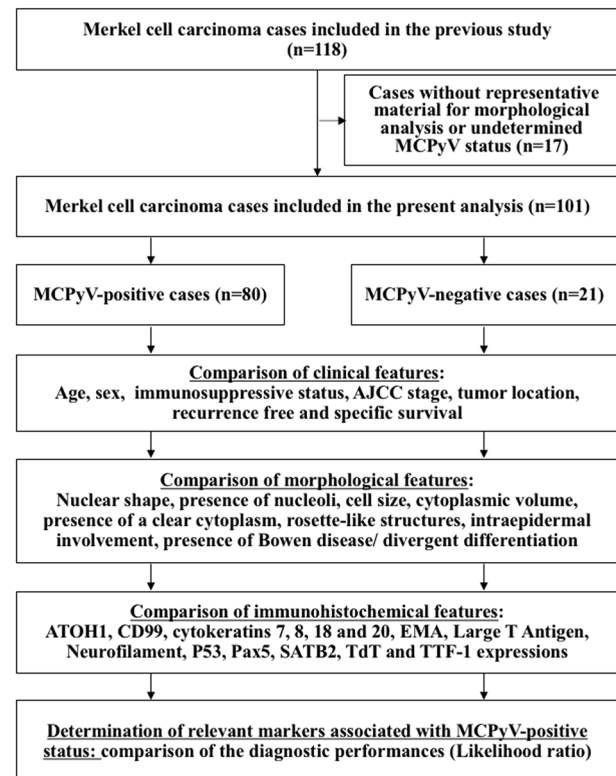 Merkel cell carcinoma cases included in the previous study
(n=118)
Cases without representative
material for morphological
analysis or undetermined
MCPyV status (n=17)
Merkel cell carcinoma cases included in the present analysis (n=101)
MCPyV-positive cases (n=80)
MCPyV-negative cases (n=21)
Comparison of clinical features:
Age, sex, immunosuppressive status, AJCC stage, tumor location,
recurrence free and specific survival
Comparison of morphological features:
Nuclear shape, presence of nucleoli, cell size, cytoplasmic volume,
presence of a clear cytoplasm, rosette-like structures, intraepidermal
involvement, presence of Bowen disease/ divergent differentiation
Comparison of immunohistochemical features:
ATOH1, CD99, cytokeratins 7, 8, 18 and 20, EMA, Large T Antigen,
Neurofilament, P53, Pax5, SATB2, TdT and TTF-1 expressions
Determination of relevant markers associated with MCPyV-positive
status: comparison of the diagnostic performances (Likelihood ratio)